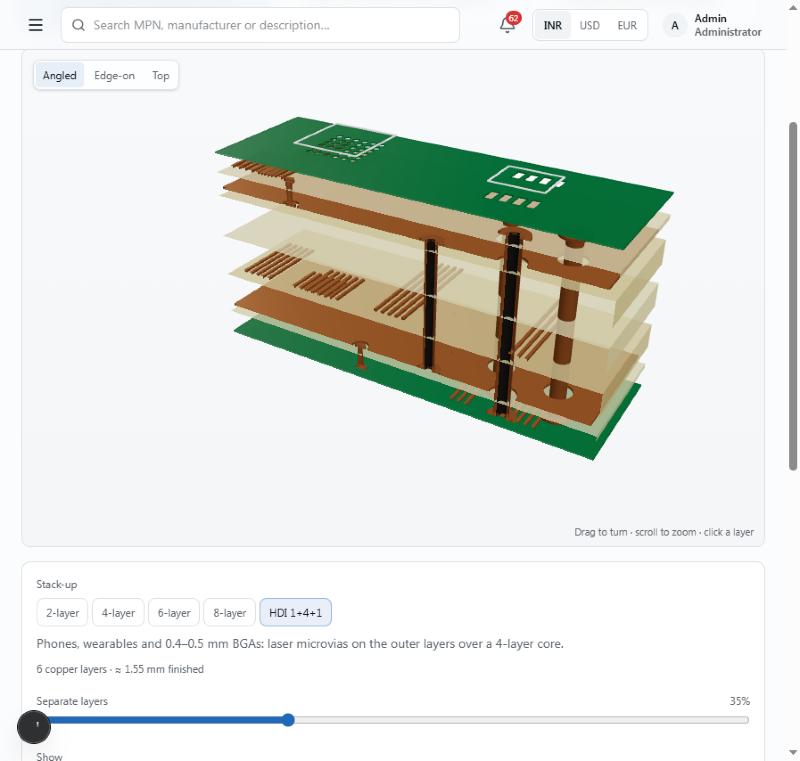 Search MPN, manufacturer or description...
62
INR USD EUR
A
Admin
Administrator
Angled Edge-on Top
Drag to turn · scroll to zoom · click a layer
Stack-up
2-layer 4-layer 6-layer 8-layer HDI 1+4+1
Phones, wearables and 0.4–0.5 mm BGAs: laser microvias on the outer layers over a 4-layer core.
6 copper layers · ≈ 1.55 mm finished
Separate layers 35%
Show